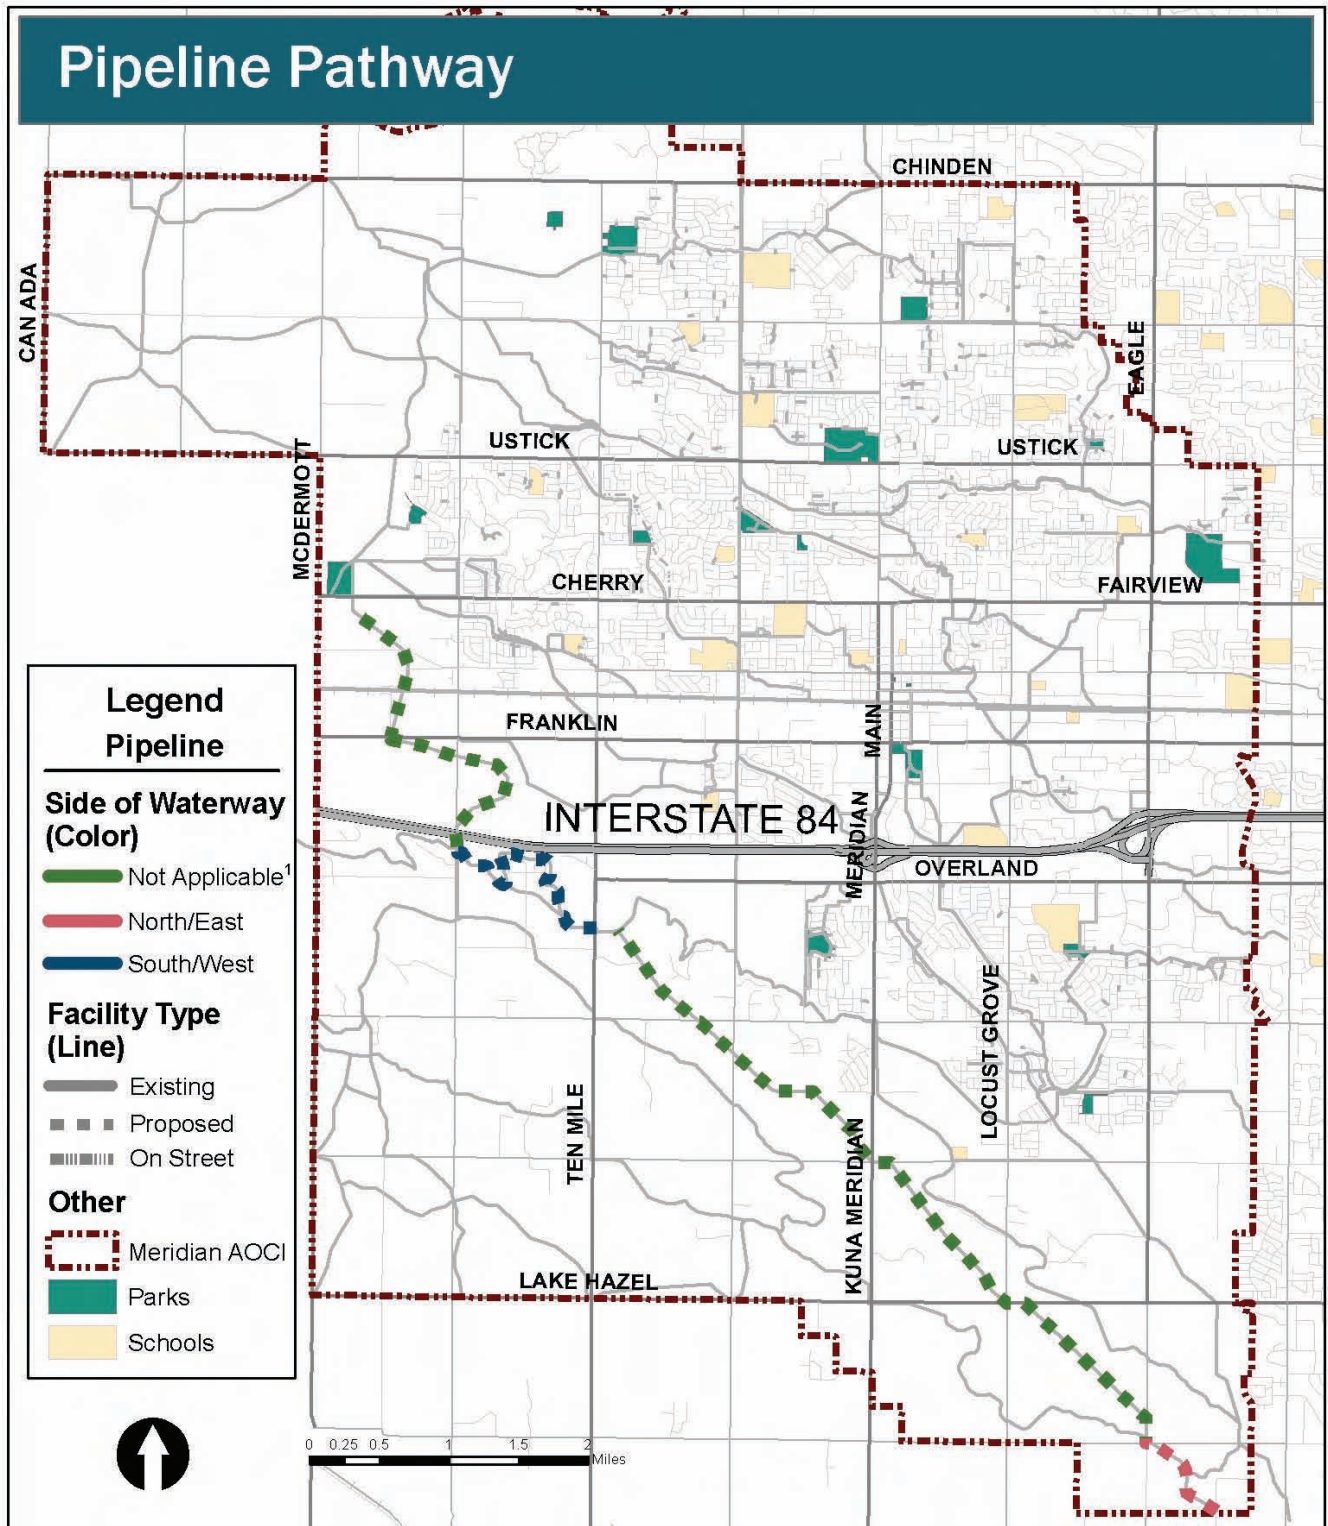 Pipeline Pathway
CHINDEN
CAN ADA
EAGLE
USTICK
USTICK
MCDERMOTT
CHERRY
FAIRVIEW
FRANKLIN
MAIN
INTERSTATE 84
MERIDIAN
OVERLAND
LOCUST GROVE
TEN MILE
KUNA MERIDIAN
LAKE HAZEL
Legend
Pipeline
Side of Waterway
(Color)
Not Applicable¹
North/East
South/West
Facility Type
(Line)
Existing
Proposed
On Street
Other
Meridian AOCI
Parks
Schools
0 0.25 0.5 1 1.5 2
Miles